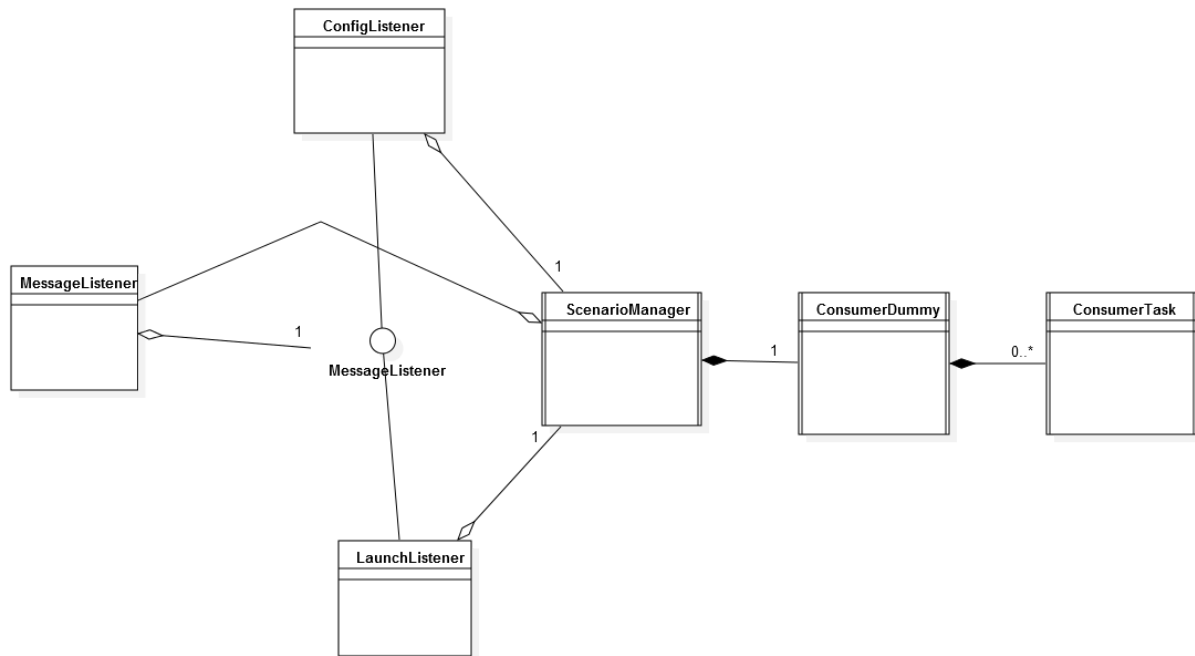 ConfigListener
MessageListener
1
1
MessageListener
ScenarioManager
ConsumerDummy
ConsumerTask
1
0..*
1
LaunchListener